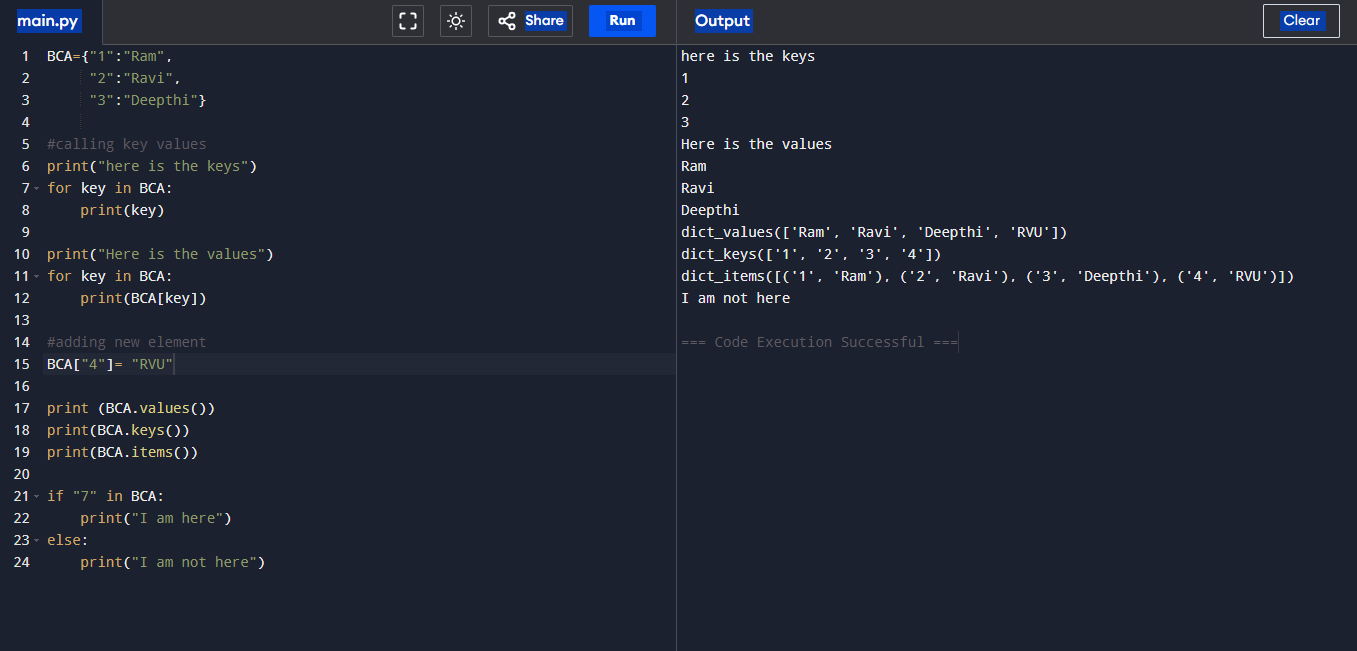 main.py
Share
Run
Output
Clear
1 BCA={"1":"Ram",
2      "2":"Ravi",
3      "3":"Deepthi"}
4
5 #calling key values
6 print("here is the keys")
7 for key in BCA:
8     print(key)
9
10 print("Here is the values")
11 for key in BCA:
12     print(BCA[key])
13
14 #adding new element
15 BCA["4"]= "RVU"
16
17 print (BCA.values())
18 print(BCA.keys())
19 print(BCA.items())
20
21 if "7" in BCA:
22     print("I am here")
23 else:
24     print("I am not here")
here is the keys
1
2
3
Here is the values
Ram
Ravi
Deepthi
dict_values(['Ram', 'Ravi', 'Deepthi', 'RVU'])
dict_keys(['1', '2', '3', '4'])
dict_items([('1', 'Ram'), ('2', 'Ravi'), ('3', 'Deepthi'), ('4', 'RVU')])
I am not here
=== Code Execution Successful ===